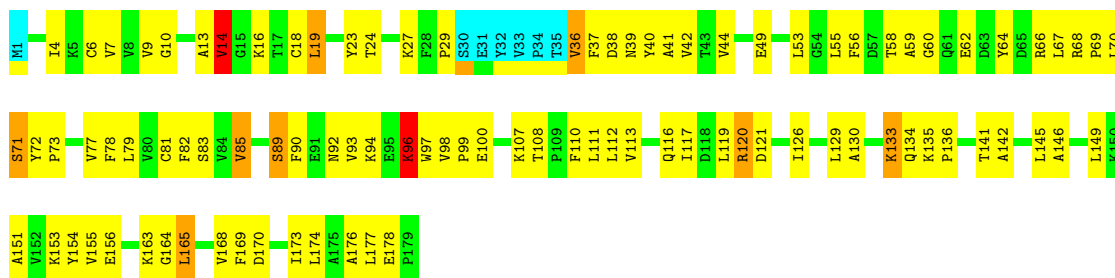 M1 I4 K5 C6 V7 V8 V9 G10 A13 V14 G15 K16 T17 C18 L19 Y23 T24 K27 F28 P29 S30 E31 Y32 V33 P34 T35 V36 F37 D38 N39 Y40 A41 V42 T43 V44 E49 L53 G54 L55 F56 D57 T58 A59 G60 Q61 E62 D63 Y64 D65 R66 L67 R68 P69
S71 Y72 P73 V77 F78 L79 V80 C81 F82 S83 V84 V85 S89 F90 E91 N92 V93 K94 E95 K96 W97 V98 P99 E100 K107 T108 P109 F110 L111 L112 V113 Q116 I117 D118 L119 R120 D121 I126 L129 A130 K133 Q134 K135 P136 T141 A142 L145 A146 L149 K150
A151 V152 K153 Y154 V155 E156 K163 G164 L165 V168 F169 D170 I173 L174 A175 A176 L177 E178 P179